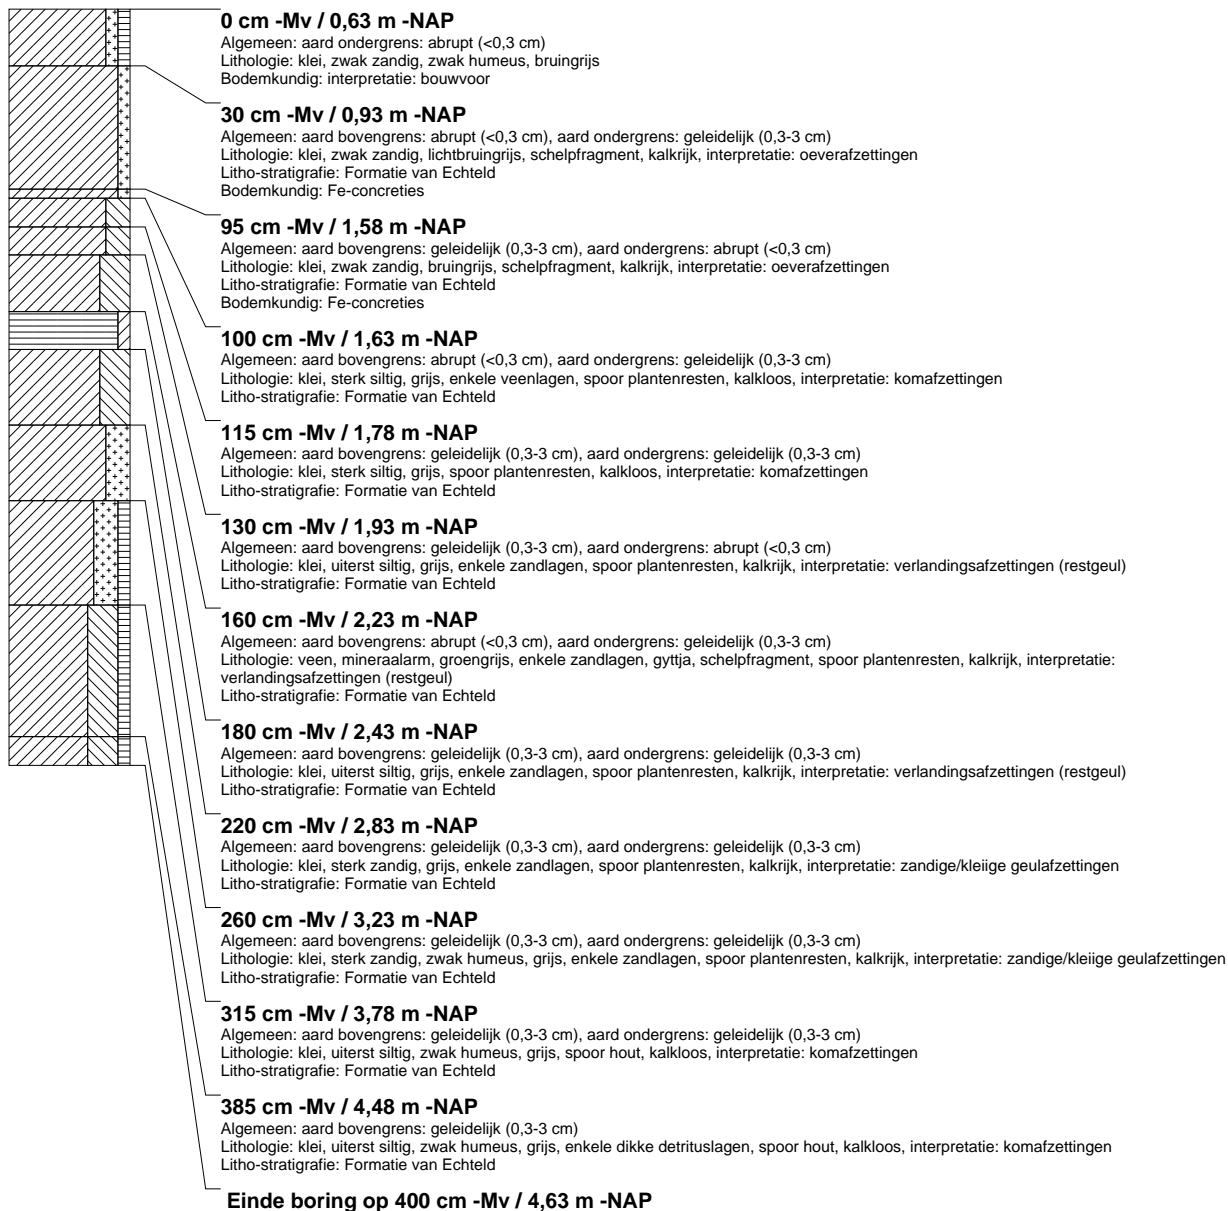 0 cm -Mv / 0,63 m -NAP
Algemeen: aard ondergrens: abrupt (<0,3 cm)
Lithologie: klei, zwak zandig, zwak humeus, bruingrijs
Bodemkundig: interpretatie: bouwvoor
30 cm -Mv / 0,93 m -NAP
Algemeen: aard bovengrens: abrupt (<0,3 cm), aard ondergrens: geleidelijk (0,3-3 cm)
Lithologie: klei, zwak zandig, lichtbruingrijs, schelpfragment, kalkrijk, interpretatie: oeverafzettingen
Litho-stratigrafie: Formatie van Echteld
Bodemkundig: Fe-concreties
95 cm -Mv / 1,58 m -NAP
Algemeen: aard bovengrens: geleidelijk (0,3-3 cm), aard ondergrens: abrupt (<0,3 cm)
Lithologie: klei, zwak zandig, bruingrijs, schelpfragment, kalkrijk, interpretatie: oeverafzettingen
Litho-stratigrafie: Formatie van Echteld
Bodemkundig: Fe-concreties
100 cm -Mv / 1,63 m -NAP
Algemeen: aard bovengrens: abrupt (<0,3 cm), aard ondergrens: geleidelijk (0,3-3 cm)
Lithologie: klei, sterk siltig, grijs, enkele veenlagen, spoor plantenresten, kalkloos, interpretatie: komafzettingen
Litho-stratigrafie: Formatie van Echteld
115 cm -Mv / 1,78 m -NAP
Algemeen: aard bovengrens: geleidelijk (0,3-3 cm), aard ondergrens: geleidelijk (0,3-3 cm)
Lithologie: klei, sterk siltig, grijs, spoor plantenresten, kalkloos, interpretatie: komafzettingen
Litho-stratigrafie: Formatie van Echteld
130 cm -Mv / 1,93 m -NAP
Algemeen: aard bovengrens: geleidelijk (0,3-3 cm), aard ondergrens: abrupt (<0,3 cm)
Lithologie: klei, uiterst siltig, grijs, enkele zandlagen, spoor plantenresten, kalkrijk, interpretatie: verlandingsafzettingen (restgeul)
Litho-stratigrafie: Formatie van Echteld
160 cm -Mv / 2,23 m -NAP
Algemeen: aard bovengrens: abrupt (<0,3 cm), aard ondergrens: geleidelijk (0,3-3 cm)
Lithologie: veen, mineraalarm, groengrijs, enkele zandlagen, gyttja, schelpfragment, spoor plantenresten, kalkrijk, interpretatie:
verlandingsafzettingen (restgeul)
Litho-stratigrafie: Formatie van Echteld
180 cm -Mv / 2,43 m -NAP
Algemeen: aard bovengrens: geleidelijk (0,3-3 cm), aard ondergrens: geleidelijk (0,3-3 cm)
Lithologie: klei, uiterst siltig, grijs, enkele zandlagen, spoor plantenresten, kalkrijk, interpretatie: verlandingsafzettingen (restgeul)
Litho-stratigrafie: Formatie van Echteld
220 cm -Mv / 2,83 m -NAP
Algemeen: aard bovengrens: geleidelijk (0,3-3 cm), aard ondergrens: geleidelijk (0,3-3 cm)
Lithologie: klei, sterk zandig, grijs, enkele zandlagen, spoor plantenresten, kalkrijk, interpretatie: zandige/kleiige geulafzettingen
Litho-stratigrafie: Formatie van Echteld
260 cm -Mv / 3,23 m -NAP
Algemeen: aard bovengrens: geleidelijk (0,3-3 cm), aard ondergrens: geleidelijk (0,3-3 cm)
Lithologie: klei, sterk zandig, zwak humeus, grijs, enkele zandlagen, spoor plantenresten, kalkrijk, interpretatie: zandige/kleiige geulafzettingen
Litho-stratigrafie: Formatie van Echteld
315 cm -Mv / 3,78 m -NAP
Algemeen: aard bovengrens: geleidelijk (0,3-3 cm), aard ondergrens: geleidelijk (0,3-3 cm)
Lithologie: klei, uiterst siltig, zwak humeus, grijs, spoor hout, kalkloos, interpretatie: komafzettingen
Litho-stratigrafie: Formatie van Echteld
385 cm -Mv / 4,48 m -NAP
Algemeen: aard bovengrens: geleidelijk (0,3-3 cm)
Lithologie: klei, uiterst siltig, zwak humeus, grijs, enkele dikke detrituslagen, spoor hout, kalkloos, interpretatie: komafzettingen
Litho-stratigrafie: Formatie van Echteld
Einde boring op 400 cm -Mv / 4,63 m -NAP